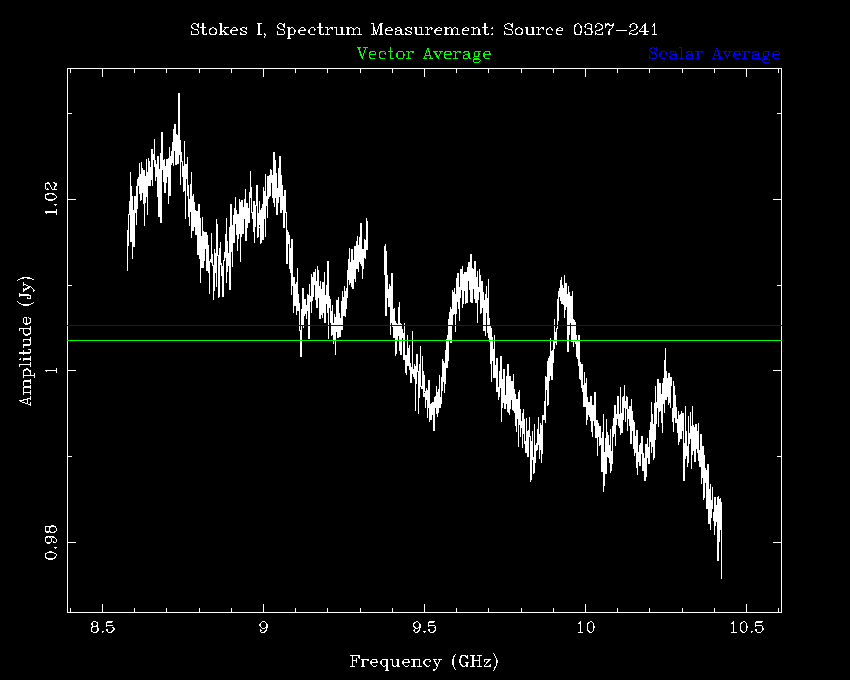 Stokes I, Spectrum Measurement: Source 0327-241
Vector Average Scalar Average
1.02
1
0.98
Amplitude (Jy)
8.5 9 9.5 10 10.5
Frequency (GHz)